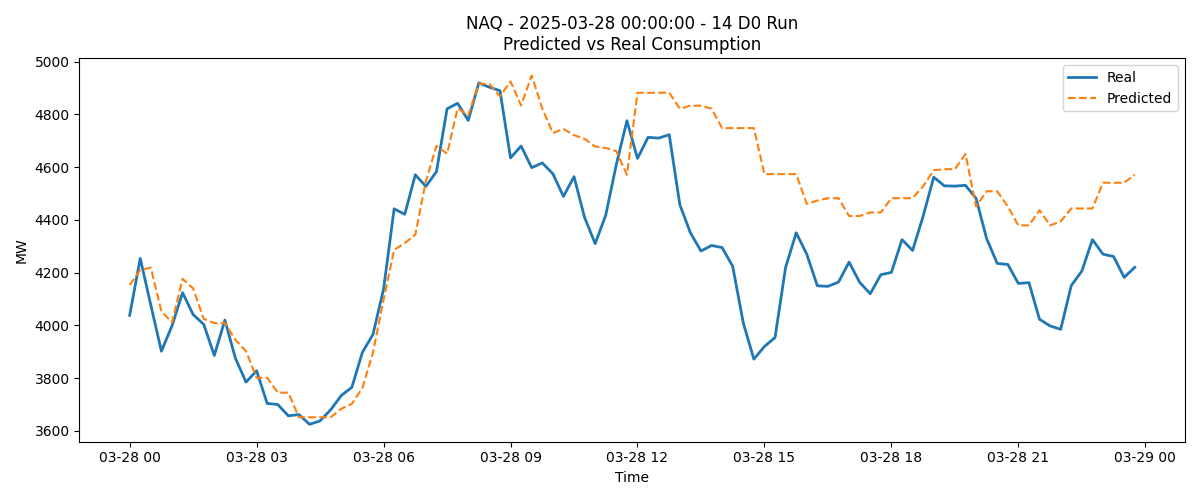 NAQ - 2025-03-28 00:00:00 - 14 D0 Run
Predicted vs Real Consumption
Real
Predicted
MW
5000
4800
4600
4400
4200
4000
3800
3600
03-28 00
03-28 03
03-28 06
03-28 09
03-28 12
03-28 15
03-28 18
03-28 21
03-29 00
Time